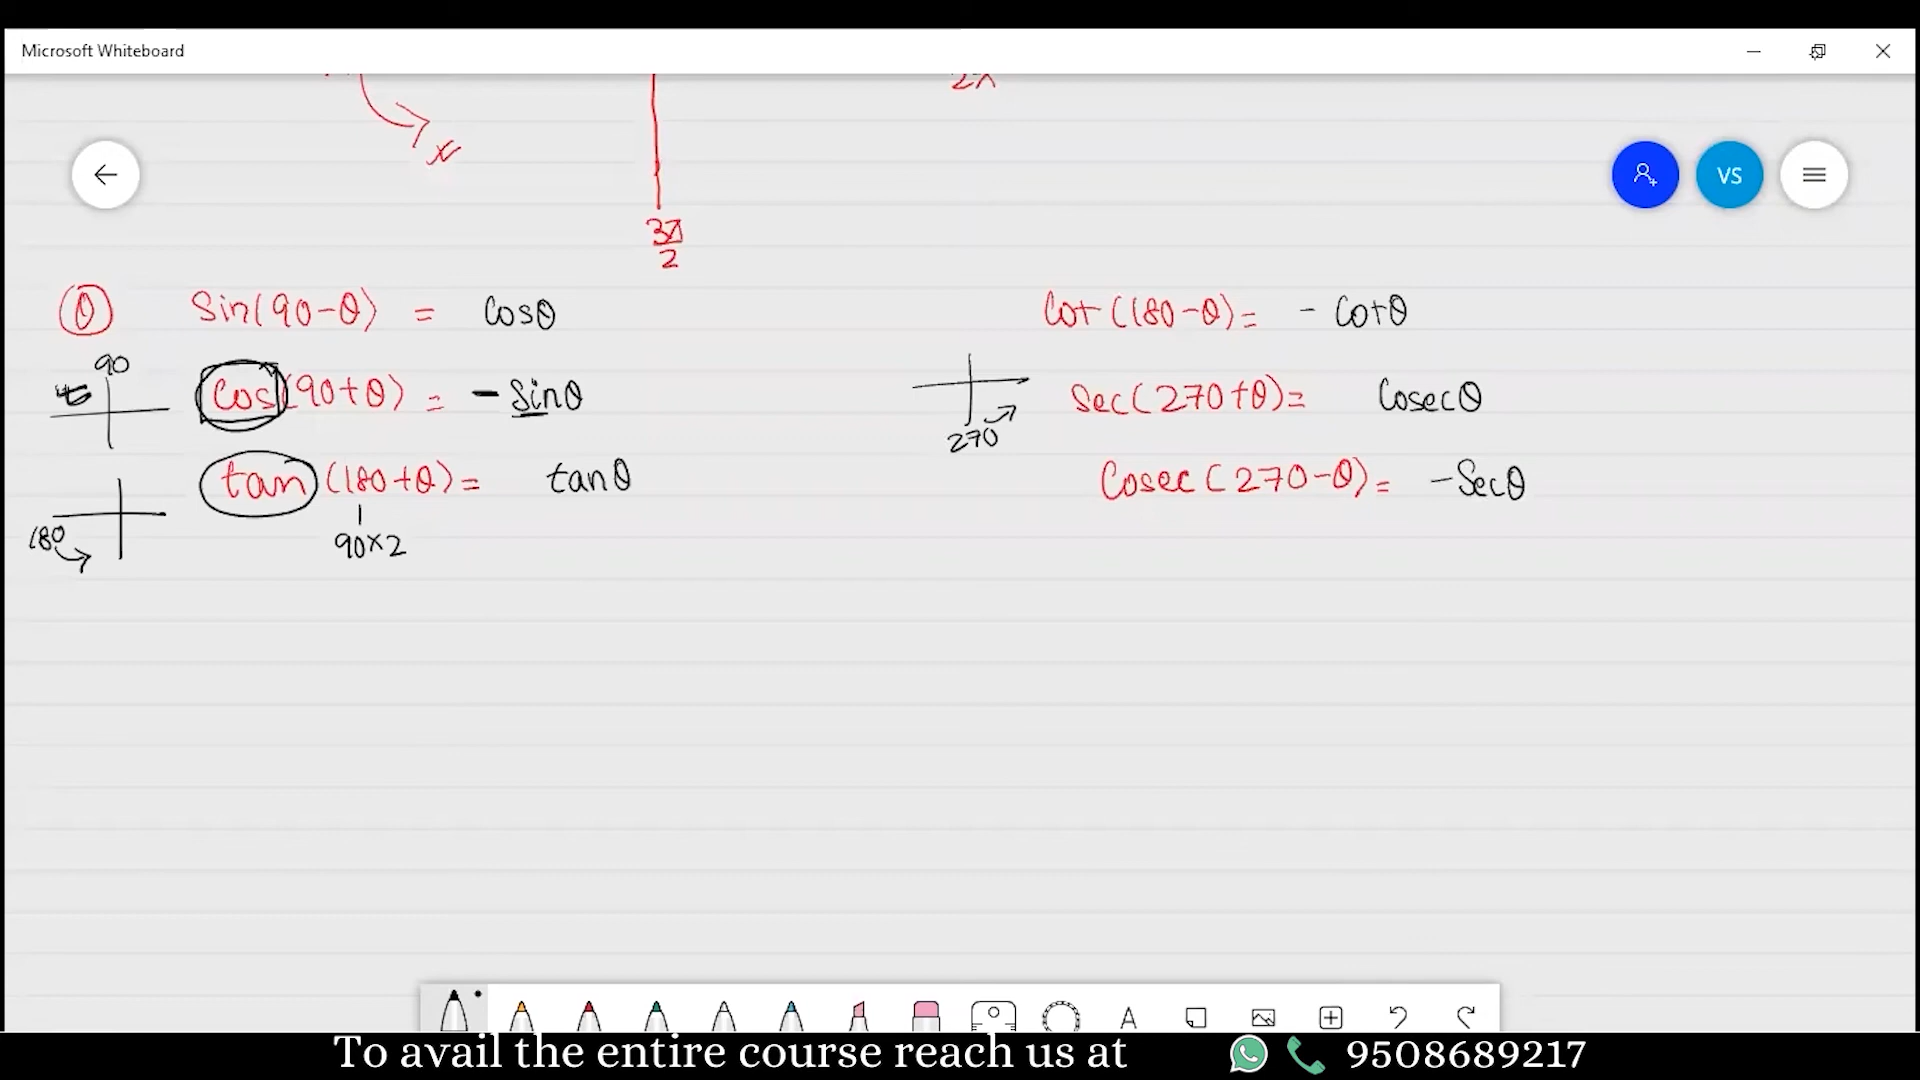 Microsoft Whiteboard
2π
x
VS
3π
2
θ Sin(90-θ) = Cosθ
Cot(180-θ)= - Cotθ
90
Cos(90+θ) = - Sinθ
Sec(270+θ)= Cosecθ
270
tan(180+θ)= tanθ
Cosec(270-θ)= -Secθ
180
90×2
A
To avail the entire course reach us at 9508689217